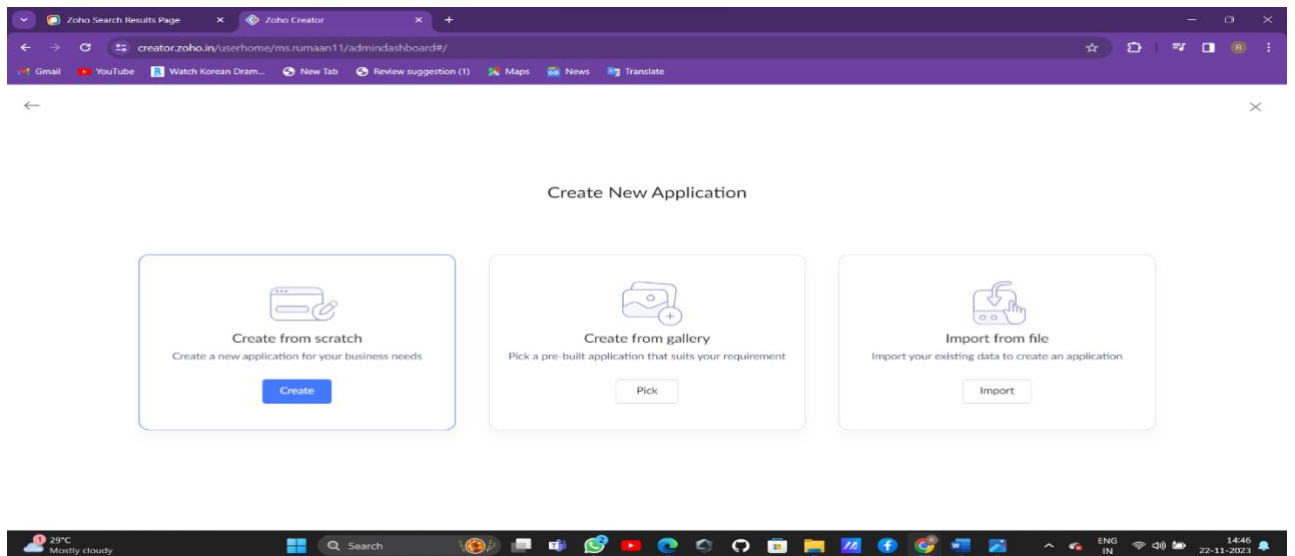 Zoho Search Results Page
Zoho Creator
creator.zoho.in/userhome/ms.rumaan11/admindashboard#/
R
Gmail
YouTube
Watch Korean Dram...
New Tab
Review suggestion (1)
Maps
News
Translate
Create New Application
Create from scratch
Create a new application for your business needs
Create
Create from gallery
Pick a pre-built application that suits your requirement
Pick
Import from file
Import your existing data to create an application
Import
1
29°C
Mostly cloudy
Search
ENG
IN
14:46
22-11-2023